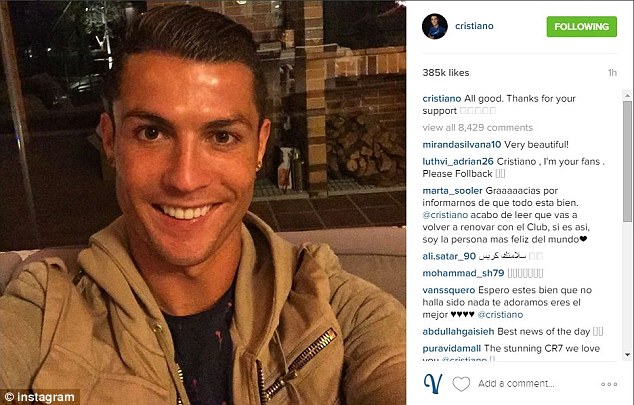 cristiano
FOLLOWING
385k likes
1h
cristiano All good. Thanks for your
support
view all 8,429 comments
mirandasilvana10 Very beautiful!
luthvi_adrian26 Cristiano , I'm your fans .
Please Follback
marta_sooler Graaaaacias por
informarnos de que todo esta bien.
@cristiano acabo de leer que vas a
volver a renovar con el Club, si es asi,
soy la persona mas feliz del mundo❤
ali.satar_90 سلامتك كريس
mohammad_sh79
vanssquero Espero estes bien que no
halla sido nada te adoramos eres el
mejor ♥♥♥♥ @cristiano
abdullahgaisieh Best news of the day
puravidamall The stunning CR7 we love
you @cristiano
Add a comment...
© instagram